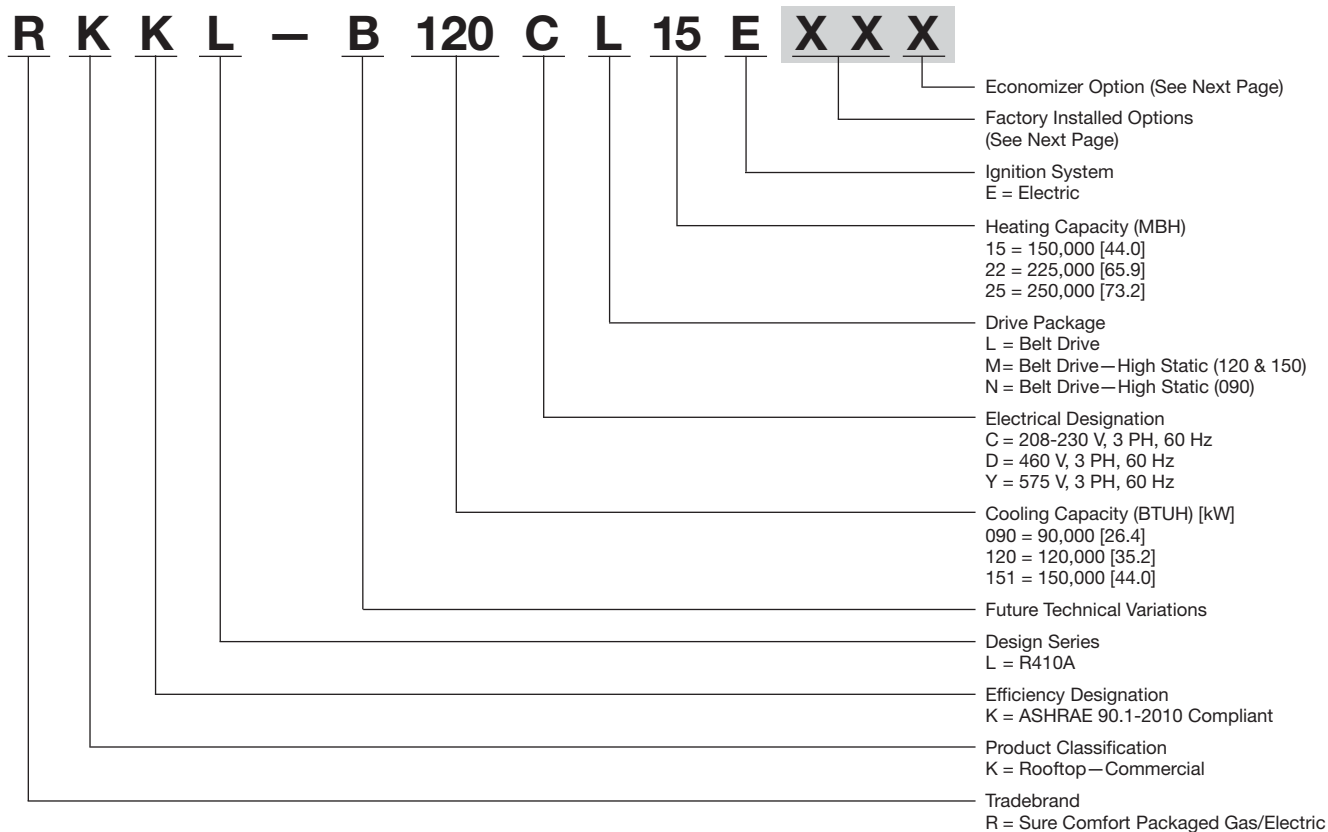 R K K L — B 120 C L 15 E X X X
Economizer Option (See Next Page)
Factory Installed Options
(See Next Page)
Ignition System
E = Electric
Heating Capacity (MBH)
15 = 150,000 [44.0]
22 = 225,000 [65.9]
25 = 250,000 [73.2]
Drive Package
L = Belt Drive
M= Belt Drive—High Static (120 & 150)
N = Belt Drive—High Static (090)
Electrical Designation
C = 208-230 V, 3 PH, 60 Hz
D = 460 V, 3 PH, 60 Hz
Y = 575 V, 3 PH, 60 Hz
Cooling Capacity (BTUH) [kW]
090 = 90,000 [26.4]
120 = 120,000 [35.2]
151 = 150,000 [44.0]
Future Technical Variations
Design Series
L = R410A
Efficiency Designation
K = ASHRAE 90.1-2010 Compliant
Product Classification
K = Rooftop—Commercial
Tradebrand
R = Sure Comfort Packaged Gas/Electric